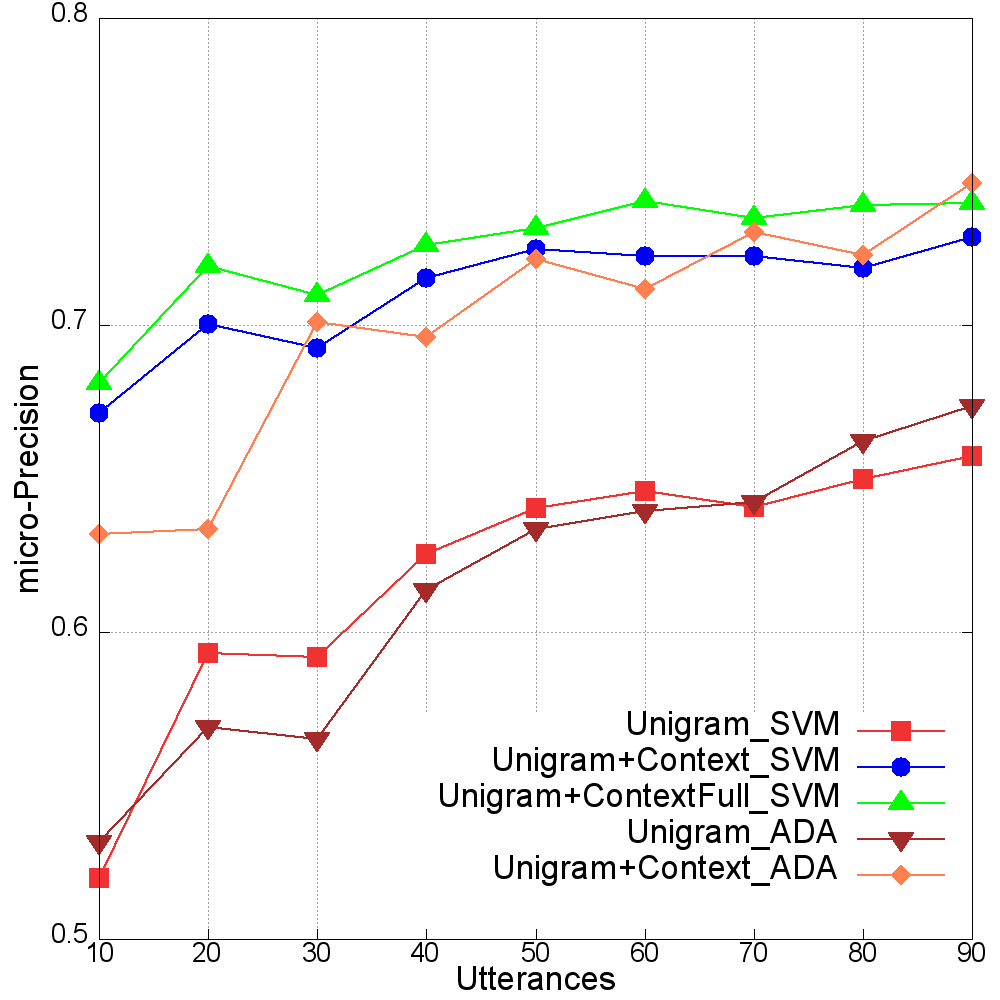 0.8
0.7
0.6
0.5
micro-Precision
Unigram_SVM
Unigram+Context_SVM
Unigram+ContextFull_SVM
Unigram_ADA
Unigram+Context_ADA
10 20 30 40 50 60 70 80 90
Utterances